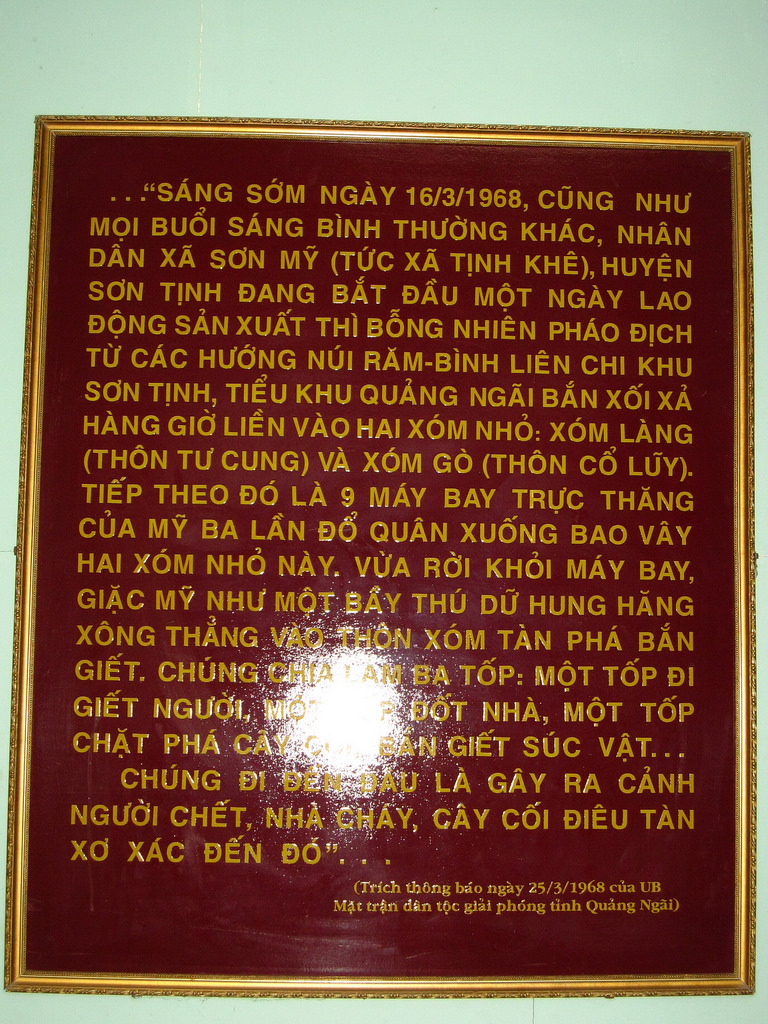 ..."SÁNG SỚM NGÀY 16/3/1968, CŨNG NHƯ
MỌI BUỔI SÁNG BÌNH THƯỜNG KHÁC, NHÂN
DÂN XÃ SƠN MỸ (TỨC XÃ TỊNH KHÊ), HUYỆN
SƠN TỊNH ĐANG BẮT ĐẦU MỘT NGÀY LAO
ĐỘNG SẢN XUẤT THÌ BỖNG NHIÊN PHÁO ĐỊCH
TỪ CÁC HƯỚNG NÚI RĂM-BÌNH LIÊN CHI KHU
SƠN TỊNH, TIỂU KHU QUẢNG NGÃI BẮN XỐI XẢ
HÀNG GIỜ LIỀN VÀO HAI XÓM NHỎ: XÓM LÀNG
(THÔN TƯ CUNG) VÀ XÓM GÒ (THÔN CỔ LŨY).
TIẾP THEO ĐÓ LÀ 9 MÁY BAY TRỰC THĂNG
CỦA MỸ BA LẦN ĐỔ QUÂN XUỐNG BAO VÂY
HAI XÓM NHỎ NÀY. VỪA RỜI KHỎI MÁY BAY,
GIẶC MỸ NHƯ MỘT BẦY THÚ DỮ HUNG HĂNG
XÔNG THẲNG VÀO THÔN XÓM TÀN PHÁ BẮN
GIẾT. CHÚNG CHIA LÀM BA TỐP: MỘT TỐP ĐI
GIẾT NGƯỜI, MỘT TỐP ĐỐT NHÀ, MỘT TỐP
CHẶT PHÁ CÂY CỐI, BẮN GIẾT SÚC VẬT...
CHÚNG ĐI ĐẾN ĐÂU LÀ GÂY RA CẢNH
NGƯỜI CHẾT, NHÀ CHÁY, CÂY CỐI ĐIÊU TÀN
XƠ XÁC ĐẾN ĐÓ"...
(Trích thông báo ngày 25/3/1968 của UB
Mặt trận dân tộc giải phóng tỉnh Quảng Ngãi)